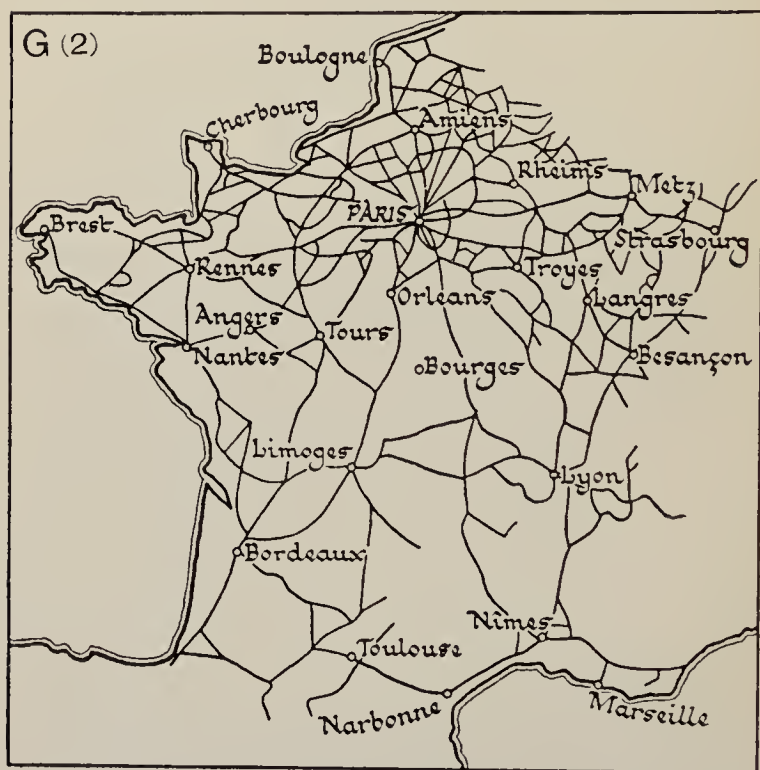 G (2)
Boulogne
Cherbourg
Amiens
Rheims
Metz
PARIS
Strasbourg
Brest
Rennes
Troyes
Orleans
Langres
Angers
Tours
Nantes
Besançon
Bourges
Limoges
Lyon
Bordeaux
Nîmes
Toulouse
Narbonne
Marseille